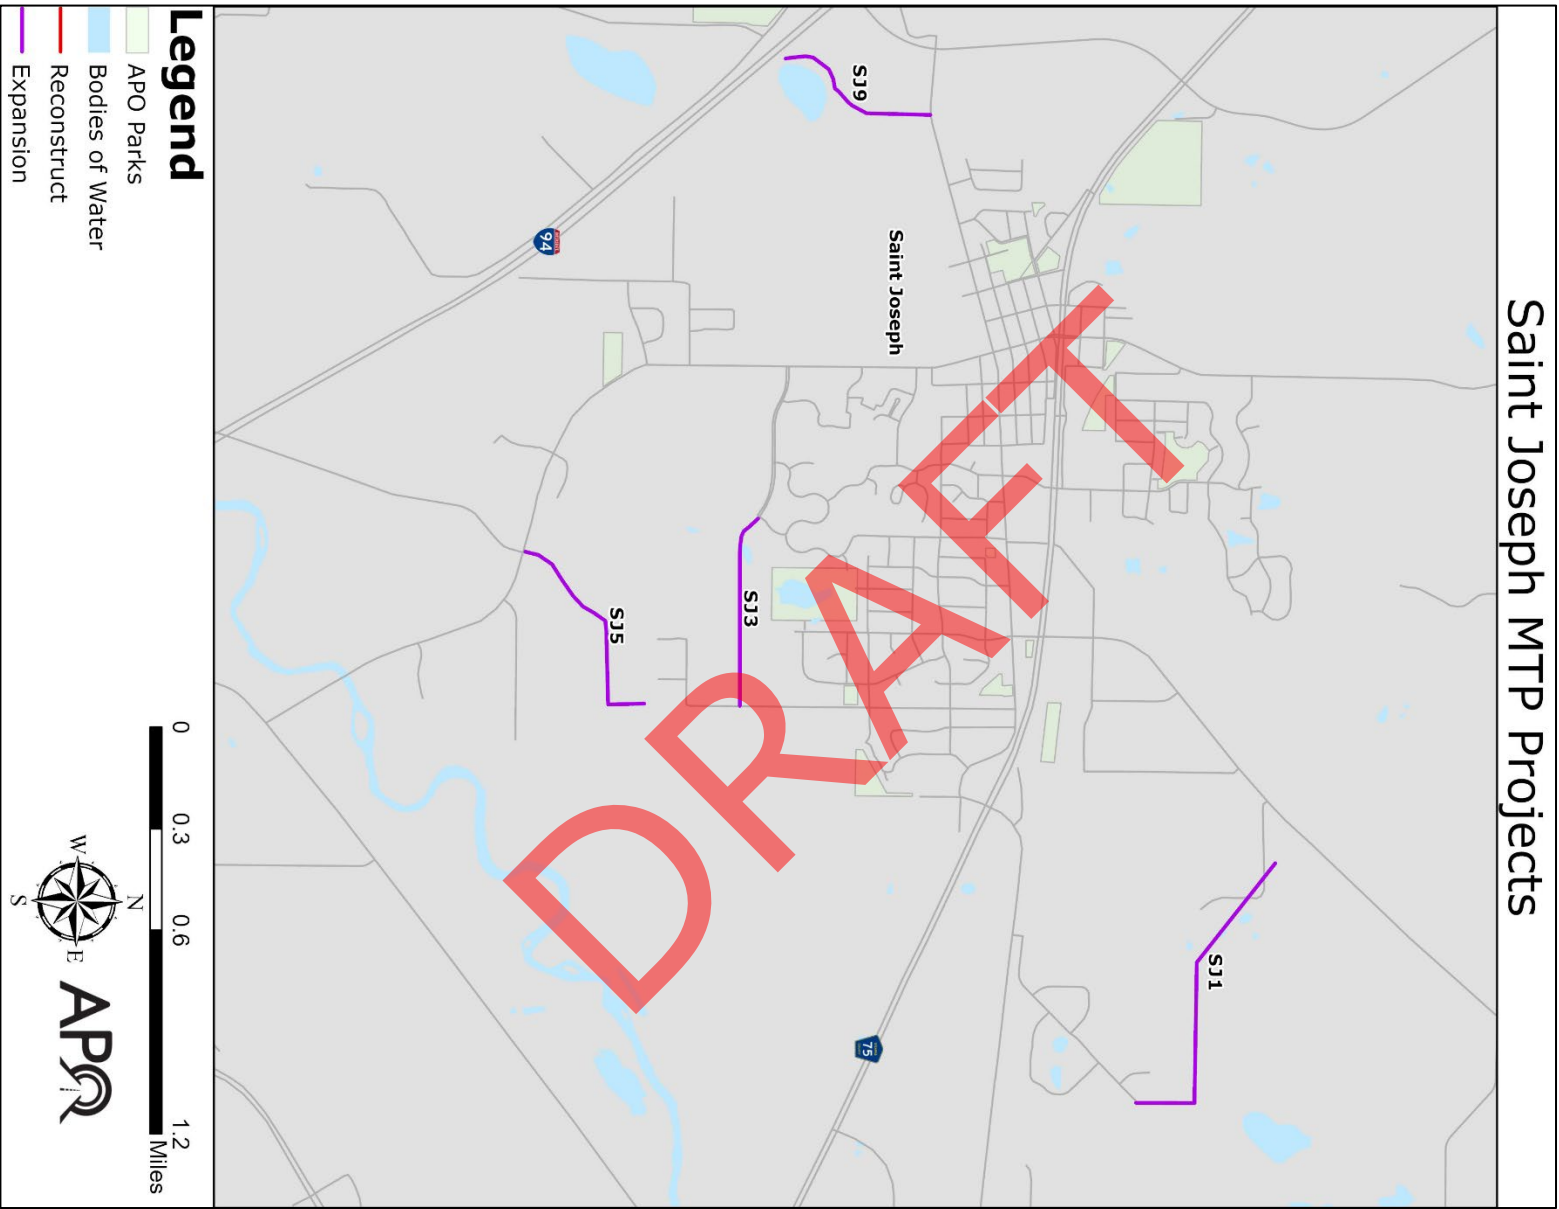 Saint Joseph MTP Projects
SJ1
SJ9
Saint Joseph
SJ3
SJ5
94
75
DRAFT
Legend
APO Parks
Bodies of Water
Reconstruct
Expansion
0 0.3 0.6 1.2
Miles
N
W E
S
APO